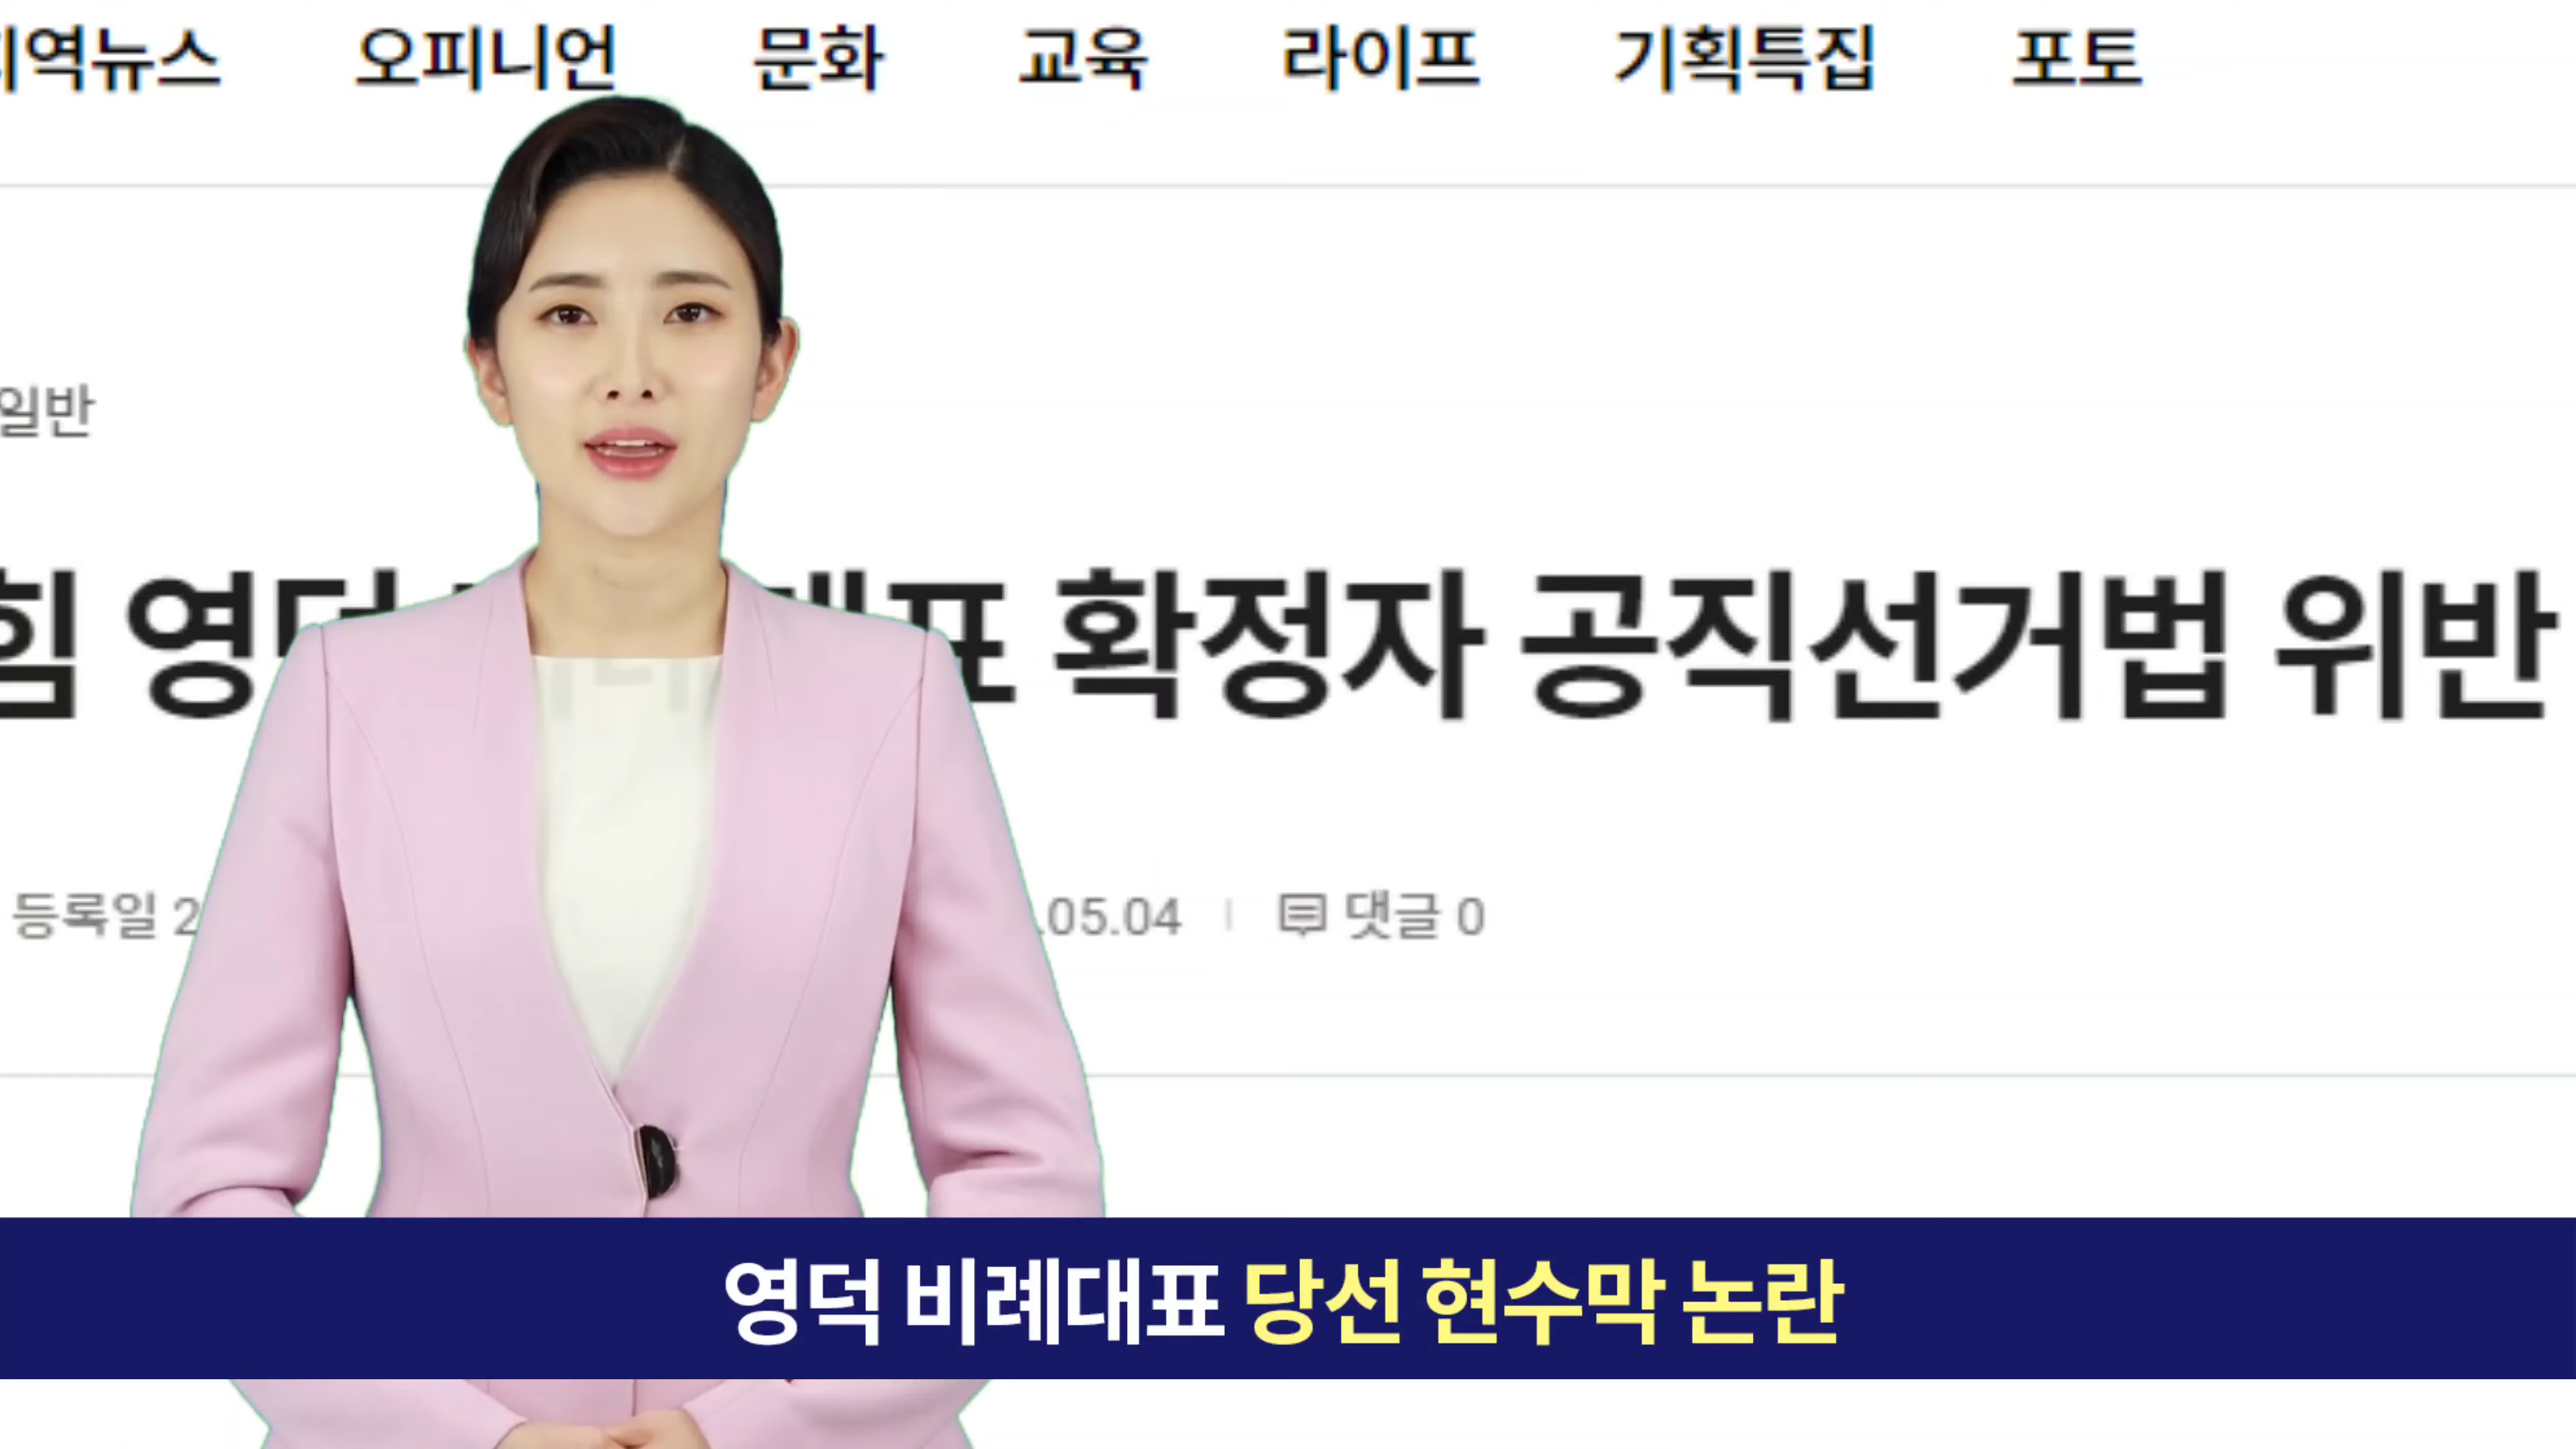 역뉴스 오피니언 문화 교육 라이프 기획특집 포토
일반
힘 영덕 대표 확정자 공직선거법 위반
등록일 2 .05.04 댓글 0
영덕 비례대표 당선 현수막 논란